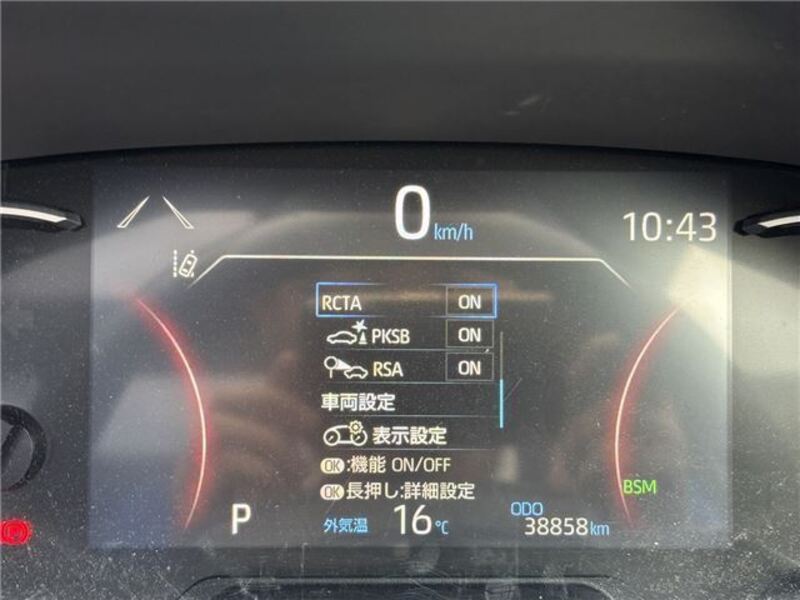 0 km/h
10:43
RCTA ON
PKSB ON
RSA ON
車両設定
表示設定
OK:機能 ON/OFF
OK長押し:詳細設定
P 外気温 16℃ ODO 38858km
BSM